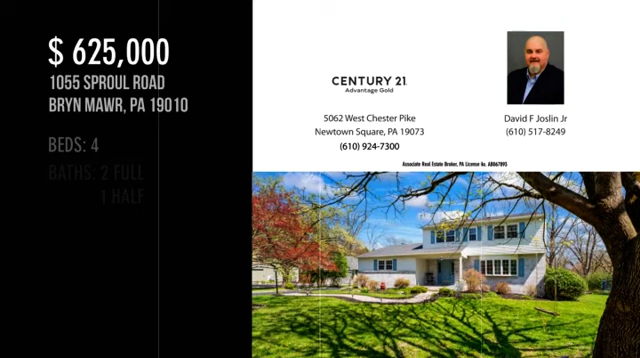 $ 625,000
1055 SPROUL ROAD
BRYN MAWR, PA 19010
BEDS: 4
BATHS: 2 FULL
1 HALF
CENTURY 21
Advantage Gold
5062 West Chester Pike
Newtown Square, PA 19073
(610) 924-7300
David F Joslin Jr
(610) 517-8249
Associate Real Estate Broker, PA License No. AB067895